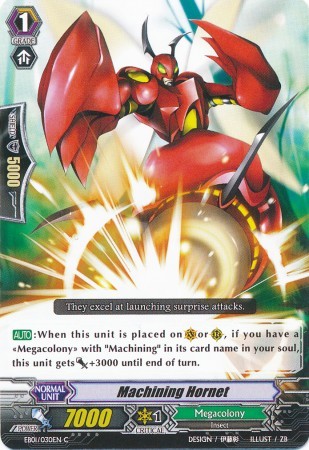 1
GRADE
SHIELD
5000
They excel at launching surprise attacks.
AUTO:When this unit is placed on or , if you have a
«Megacolony» with "Machining" in its card name in your soul,
this unit gets +3000 until end of turn.
NORMAL
UNIT
Machining Hornet
POWER
7000
1
CRITICAL
Megacolony
Insect
EB01/030EN C
DESIGN / 伊藤彰
ILLUST / ZB